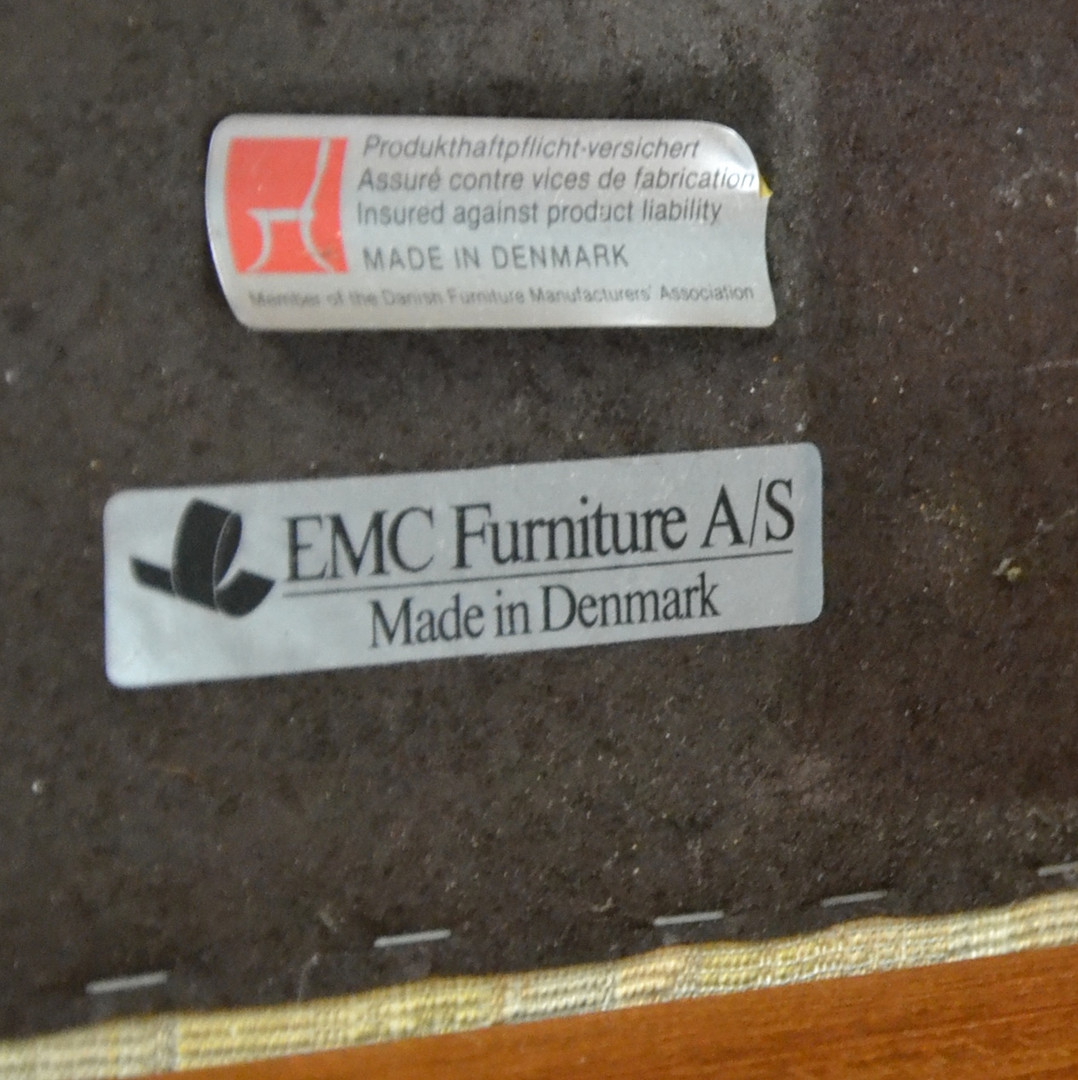 Produkthaftpflicht-versichert
Assuré contre vices de fabrication
Insured against product liability
MADE IN DENMARK
Member of the Danish Furniture Manufacturers' Association
EMC Furniture A/S
Made in Denmark